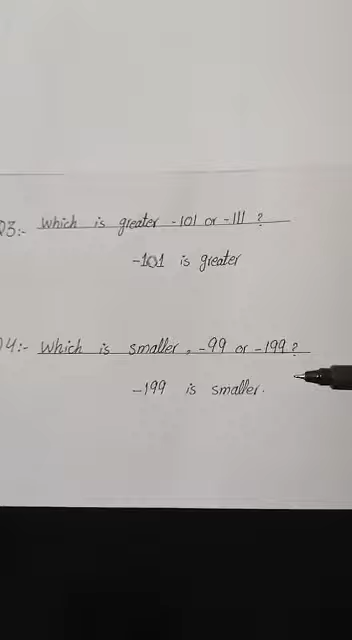 Q3:- Which is greater -101 or -111 ?
-101 is greater
Q4:- Which is smaller, -99 or -199?
-199 is smaller.